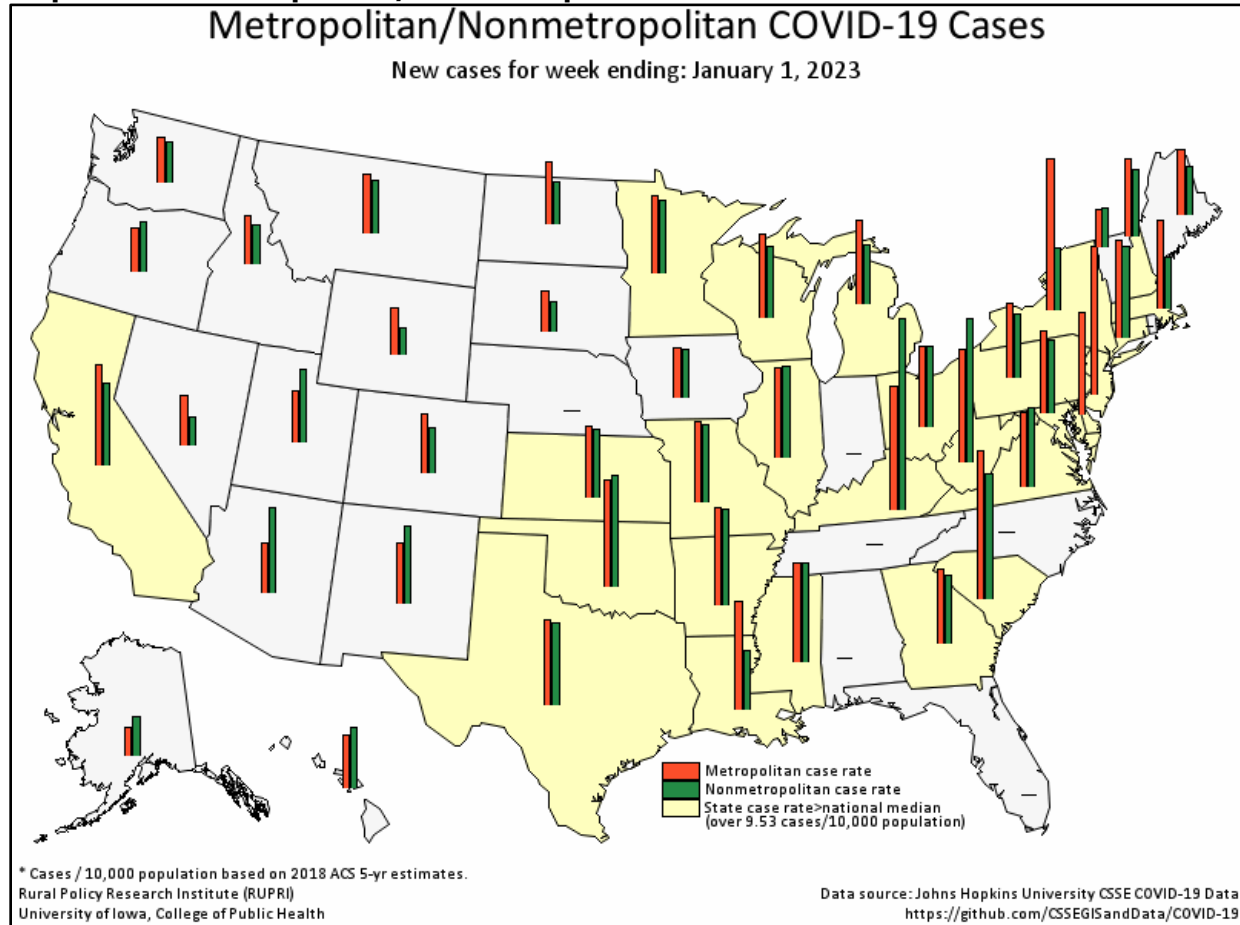 Metropolitan/Nonmetropolitan COVID-19 Cases
New cases for week ending: January 1, 2023
Metropolitan case rate
Nonmetropolitan case rate
State case rate>national median
(over 9.53 cases/10,000 population)
* Cases / 10,000 population based on 2018 ACS 5-yr estimates.
Rural Policy Research Institute (RUPRI)
University of Iowa, College of Public Health
Data source: Johns Hopkins University CSSE COVID-19 Data
https://github.com/CSSEGISandData/COVID-19